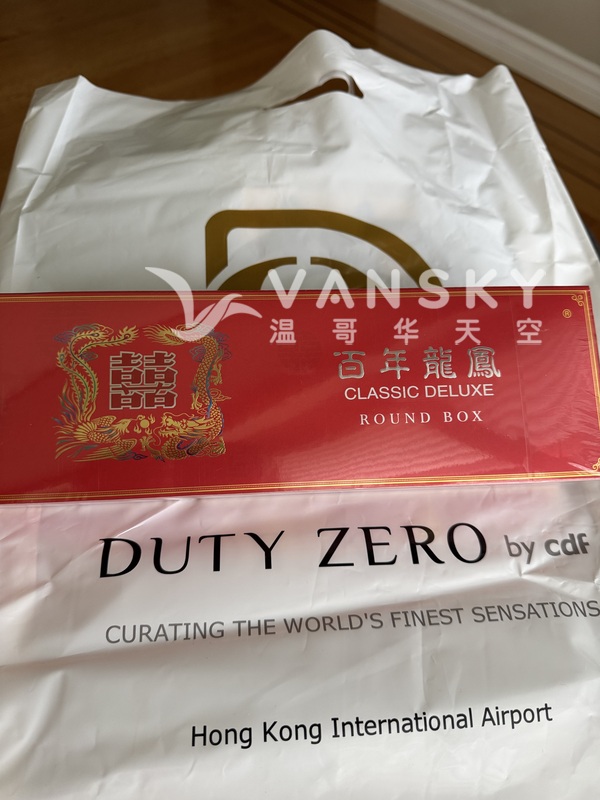 VANSKY
温哥华天空
®
囍
百年龍鳳
CLASSIC DELUXE
ROUND BOX
DUTY ZERO by cdf
CURATING THE WORLD'S FINEST SENSATIONS
Hong Kong International Airport